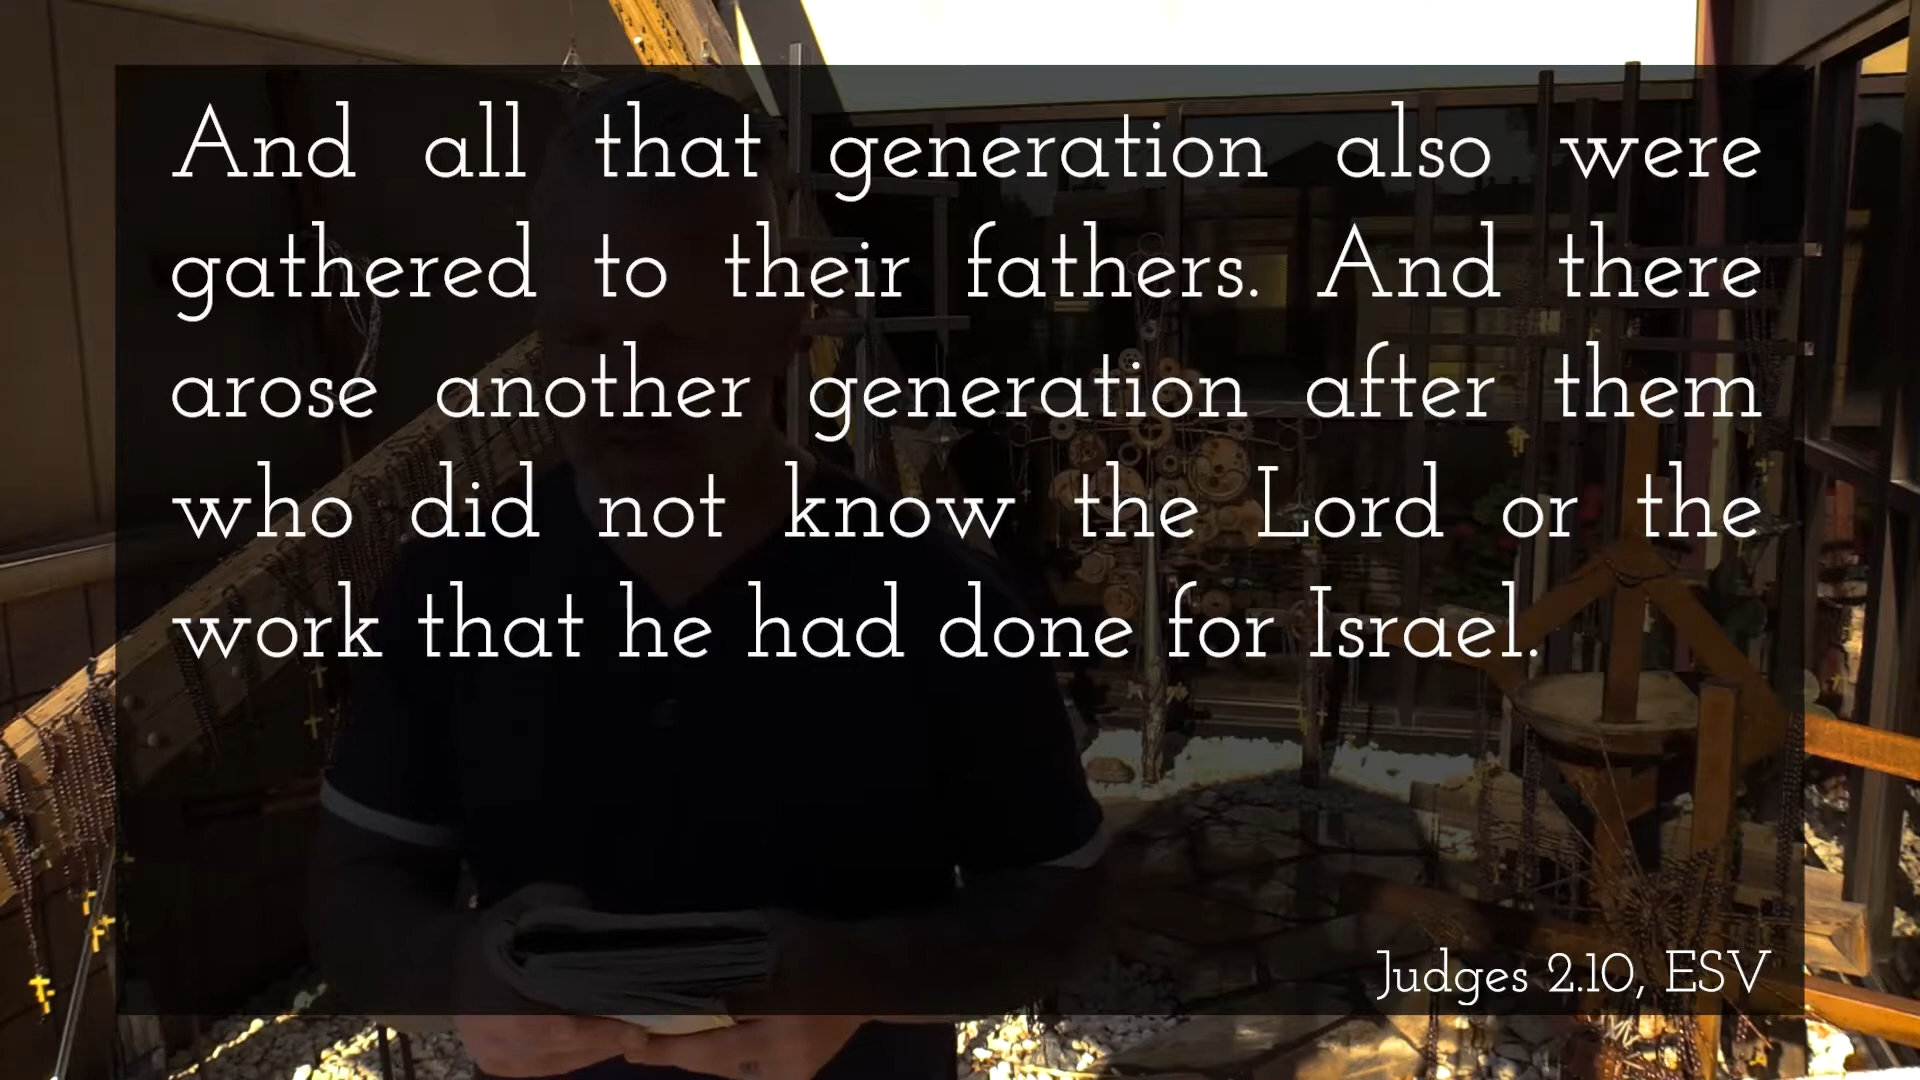 And all that generation also were
gathered to their fathers. And there
arose another generation after them
who did not know the Lord or the
work that he had done for Israel.
Judges 2.10, ESV